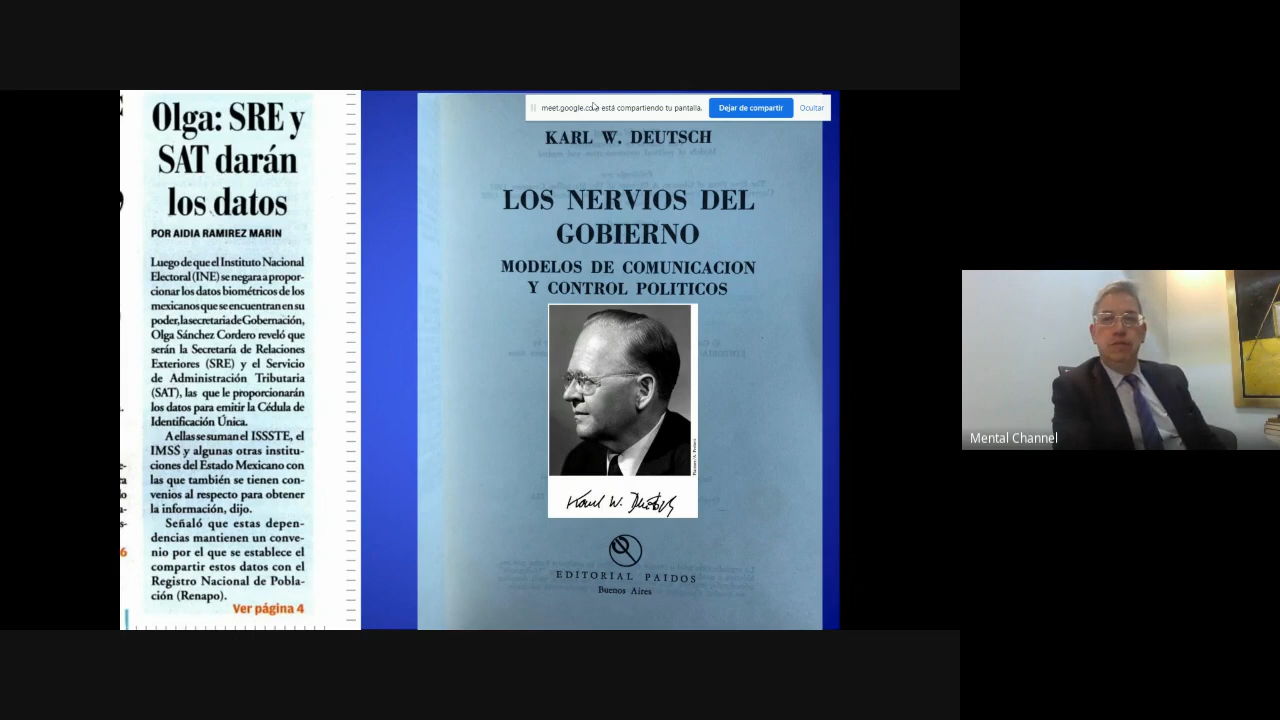 Olga: SRE y
SAT darán
los datos
POR AIDIA RAMIREZ MARIN
Luego de que el Instituto Nacional
Electoral (INE) se negara a propor-
cionar los datos biométricos de los
mexicanos que se encuentran en su
poder, la secretaria de Gobernación,
Olga Sánchez Cordero reveló que
serán la Secretaría de Relaciones
Exteriores (SRE) y el Servicio
de Administración Tributaria
(SAT), las que le proporcionarán
los datos para emitir la Cédula de
Identificación Única.
A ellas se suman el ISSSTE, el
IMSS y algunas otras institu-
ciones del Estado Mexicano con
las que también se tienen con-
venios al respecto para obtener
la información, dijo.
Señaló que estas depen-
dencias mantienen un conve-
nio por el que se establece el
compartir estos datos con el
Registro Nacional de Pobla-
ción (Renapo).
Ver página 4
6
está compartiendo tu pantalla.
Dejar de compartir
Ocultar
KARL W. DEUTSCH
LOS NERVIOS DEL
GOBIERNO
MODELOS DE COMUNICACION
Y CONTROL POLITICOS
Karl W. Deutsch
EDITORIAL PAIDOS
Buenos Aires
Mental Channel